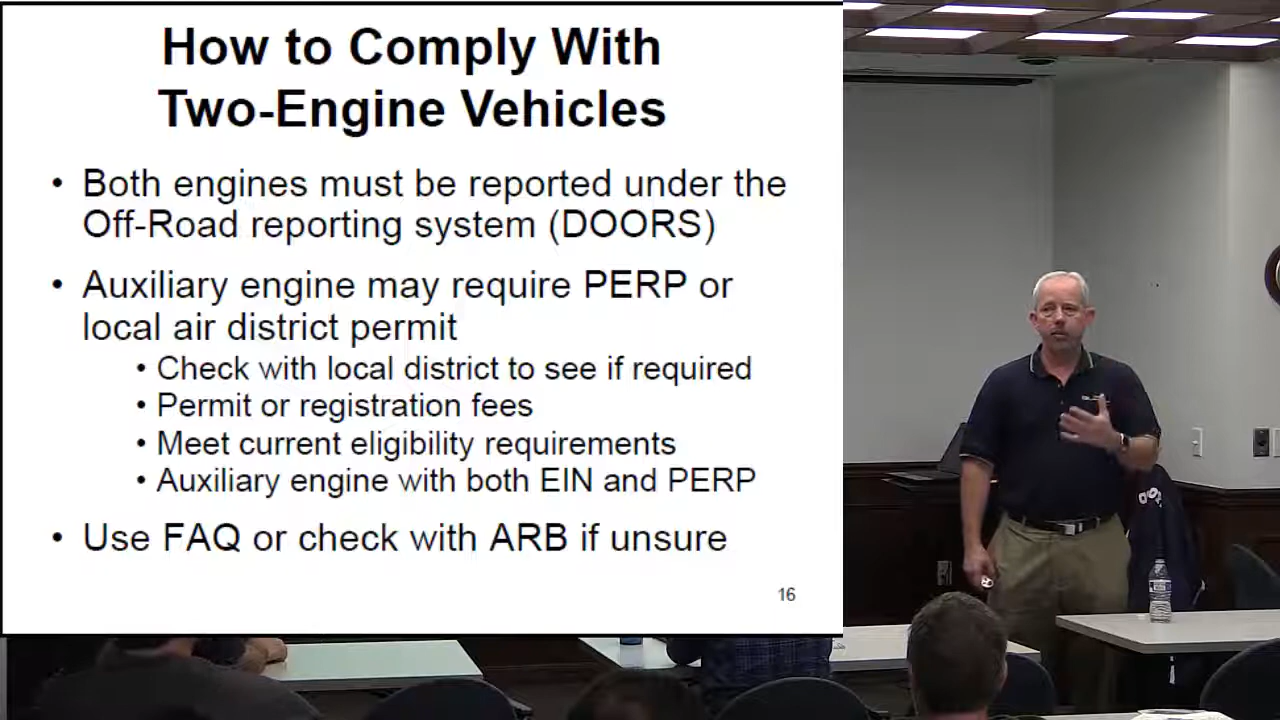 How to Comply With
Two-Engine Vehicles
• Both engines must be reported under the
Off-Road reporting system (DOORS)
• Auxiliary engine may require PERP or
local air district permit
• Check with local district to see if required
• Permit or registration fees
• Meet current eligibility requirements
• Auxiliary engine with both EIN and PERP
• Use FAQ or check with ARB if unsure
16